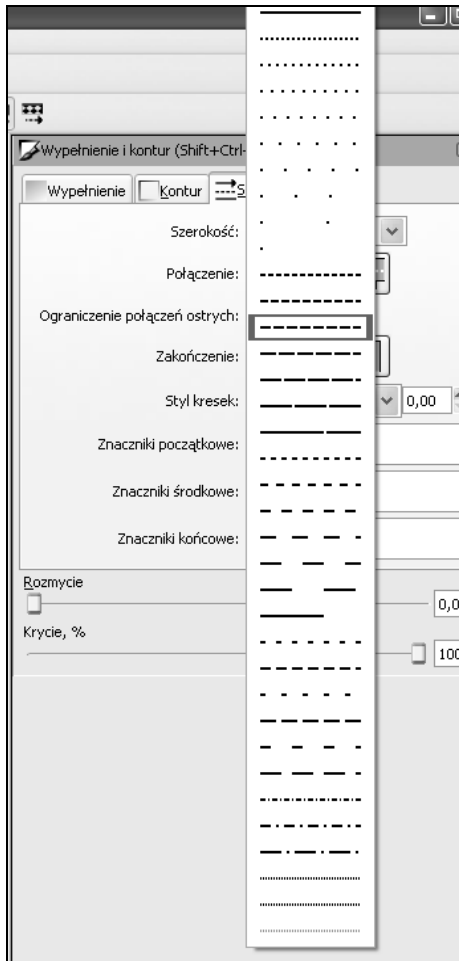 Wypełnienie i kontur (Shift+Ctrl-
Wypełnienie Kontur S
Szerokość:
Połączenie:
Ograniczenie połączeń ostrych:
Zakończenie:
Styl kresek: 0,00
Znaczniki początkowe:
Znaczniki środkowe:
Znaczniki końcowe:
Rozmycie
0,0
Krycie, %
100